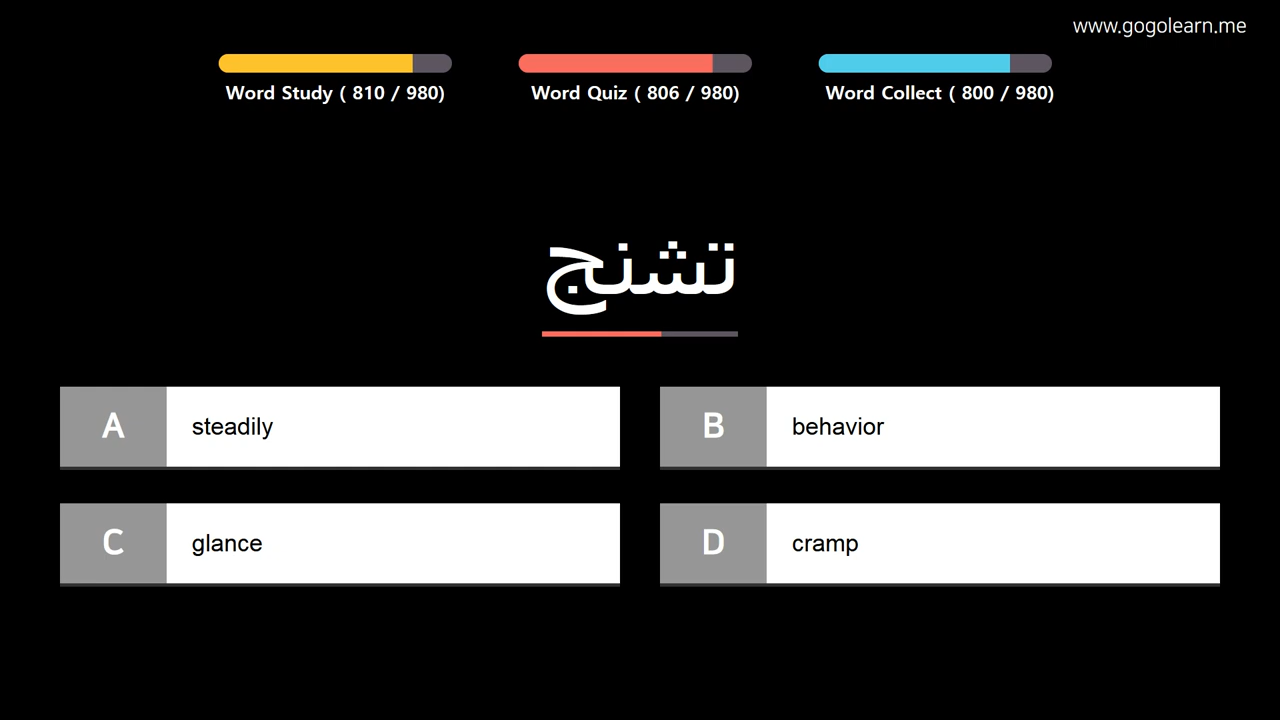 www.gogolearn.me
Word Study ( 810 / 980)
Word Quiz ( 806 / 980)
Word Collect ( 800 / 980)
تشنج
A steadily
B behavior
C glance
D cramp